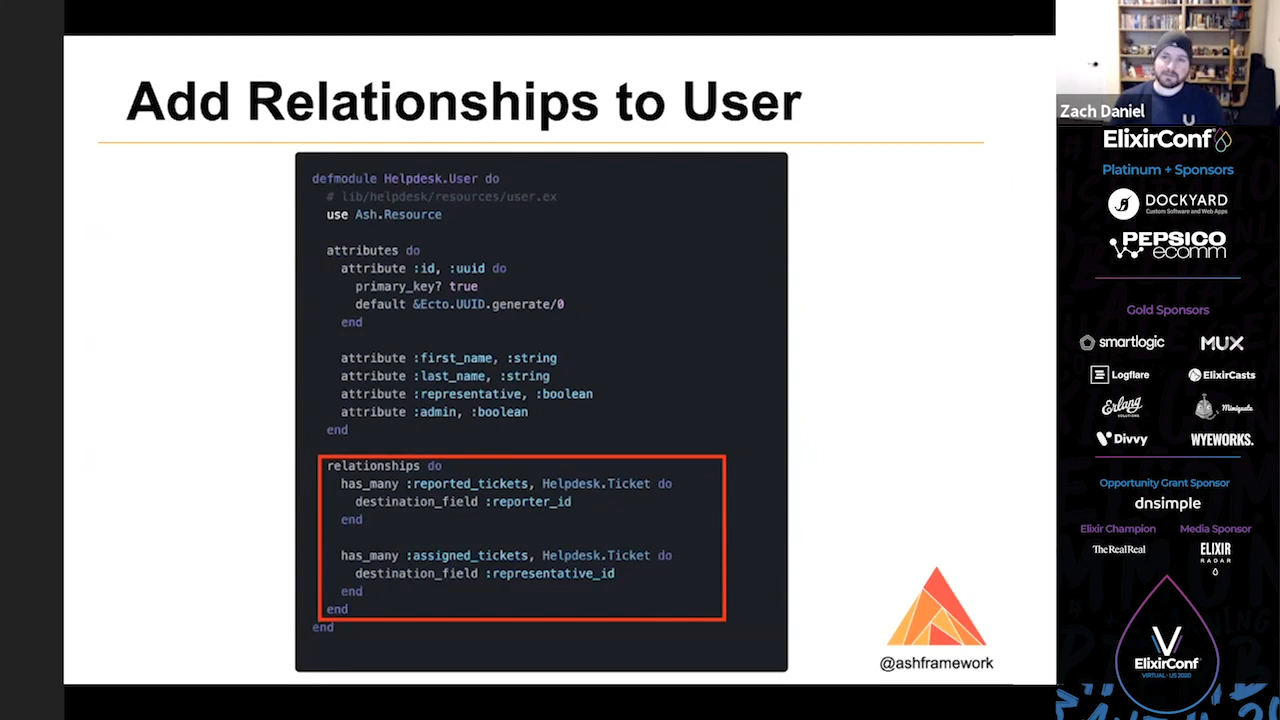 Add Relationships to User
defmodule Helpdesk.User do
# lib/helpdesk/resources/user.ex
use Ash.Resource
attributes do
attribute :id, :uuid do
primary_key? true
default &Ecto.UUID.generate/0
end
attribute :first_name, :string
attribute :last_name, :string
attribute :representative, :boolean
attribute :admin, :boolean
end
relationships do
has_many :reported_tickets, Helpdesk.Ticket do
destination_field :reporter_id
end
has_many :assigned_tickets, Helpdesk.Ticket do
destination_field :representative_id
end
end
end
@ashframework
Zach Daniel
ElixirConf
Platinum + Sponsors
DOCKYARD
Custom Software and Web Apps
PEPSICO
ecomm
Gold Sponsors
smartlogic MUX
Logflare ElixirCasts
Erlang
SOLUTIONS
Miniquate
Divvy WYEWORKS.
Opportunity Grant Sponsor
dnsimple
Elixir Champion Media Sponsor
The RealReal ELIXIR
RADAR
V
ElixirConf
VIRTUAL · US 2020